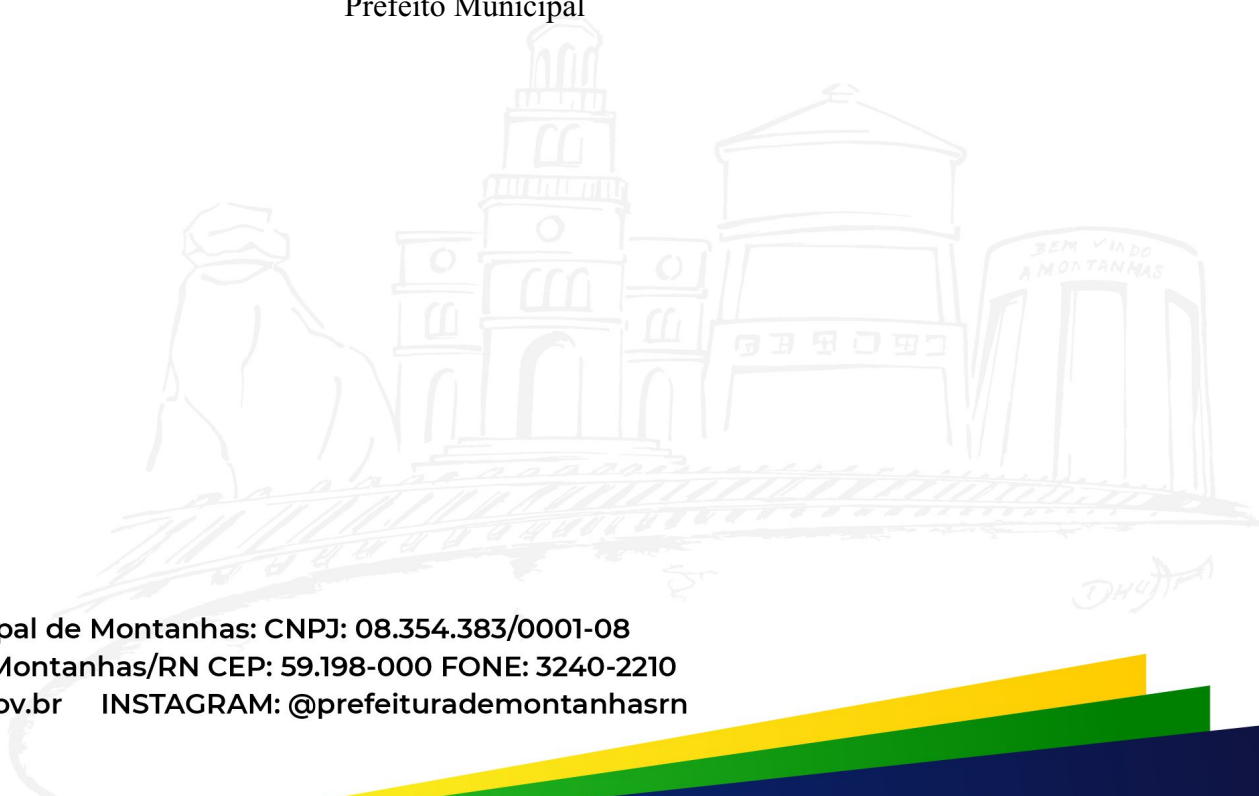 Prefeito Municipal
BEM VINDO
A MONTANHAS
pal de Montanhas: CNPJ: 08.354.383/0001-08
Montanhas/RN CEP: 59.198-000 FONE: 3240-2210
ov.br INSTAGRAM: @prefeiturademontanhasrn